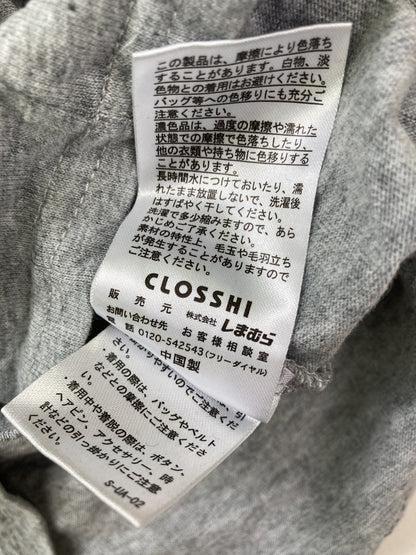 この製品は、摩擦により色落ち
することがあります。白物、淡
色物との着用はお避けください。
バッグ等への色移りにも充分ご
注意ください。
濃色品は、過度の摩擦や濡れた
状態での摩擦で色落ちしたり、
他の衣類や持ち物に色移りする
ことがあります。
長時間水につけておいたり、濡
れたまま放置しないで、洗濯後
はすばやく干してください。
洗濯で多少縮みますので、あら
かじめご了承ください。
素材の特性上、毛玉や毛羽立ち
が発生することがありますので
ご注意ください。
CLOSSHI
販売元 株式会社しまむら
お問い合わせ先 お客様相談室
電話 0120-542543(フリーダイヤル)
中国製
かりやすいのでご注意くださ
・着用の際は、バッグやベルト
などとの摩擦にご注意くださ
・着用中や着脱の際は、ボタン、
ヘアピン、アクセサリー、時
計などの引っ掛かりにご注意
ください。
S-UA-02